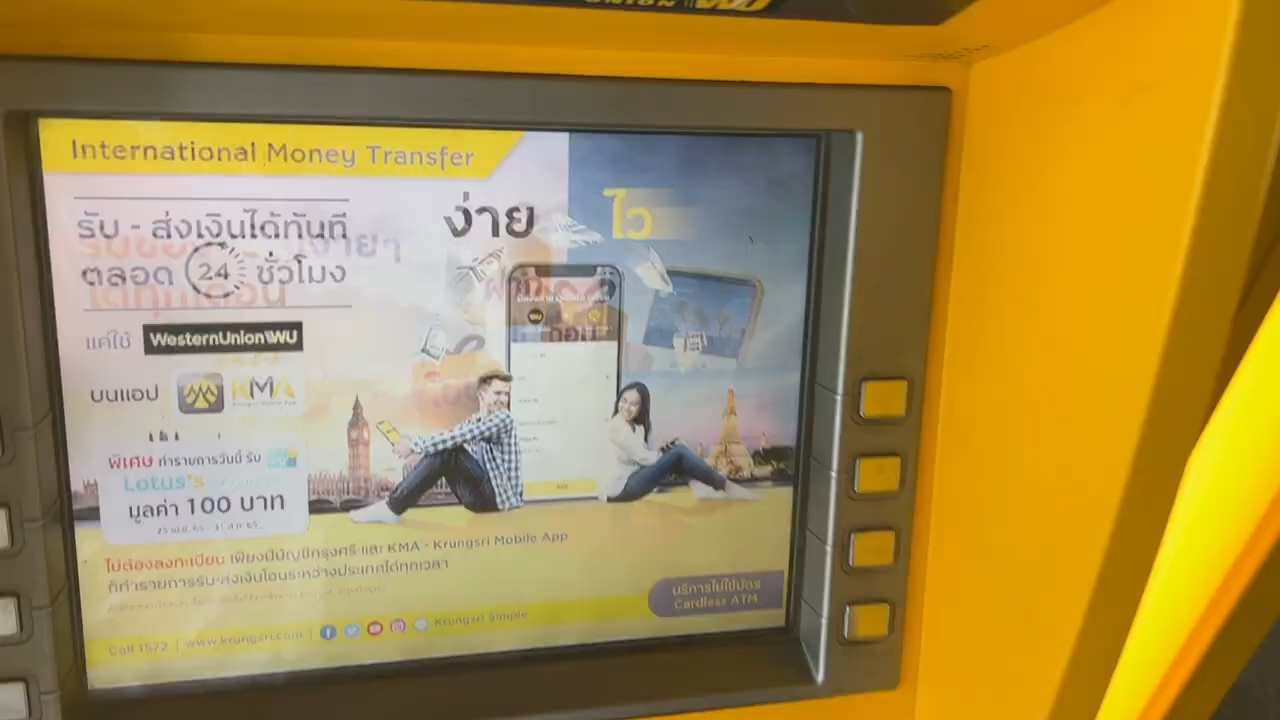 International Money Transfer
รับ - ส่งเงินได้ทันที
ตลอด 24 ชั่วโมง
ง่าย ไว
แค่ใช้ WesternUnion WU
บนแอป KMA
พิเศษ ทำรายการวันนี้ รับ
Lotus's
มูลค่า 100 บาท
ไม่ต้องลงทะเบียน เพียงมีบัญชีกรุงศรี และ KMA - Krungsri Mobile App
ก็ทำรายการรับ-ส่งเงินโอนระหว่างประเทศได้ทุกเวลา
บริการไม่ใช้บัตร
Cardless ATM
Call 1572 | www.krungsri.com | Krungsri Simple